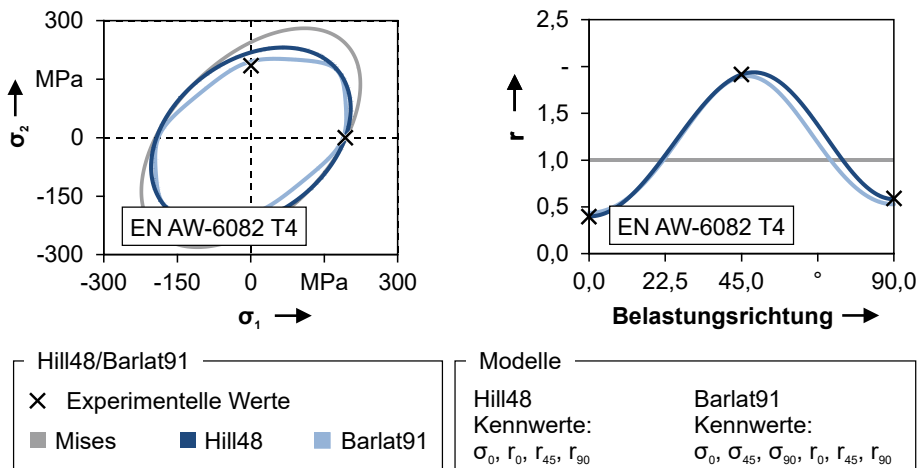 300
MPa
0
-150
-300
σ₂
-300
-150
0
MPa
300
σ₁
EN AW-6082 T4
2,5
-
1,5
1,0
0,5
0,0
r
0,0
22,5
45,0
°
90,0
Belastungsrichtung
EN AW-6082 T4
Hill48/Barlat91
Experimentelle Werte
Mises
Hill48
Barlat91
Modelle
Hill48
Kennwerte:
σ₀, r₀, r₄₅, r₉₀
Barlat91
Kennwerte:
σ₀, σ₄₅, σ₉₀, r₀, r₄₅, r₉₀